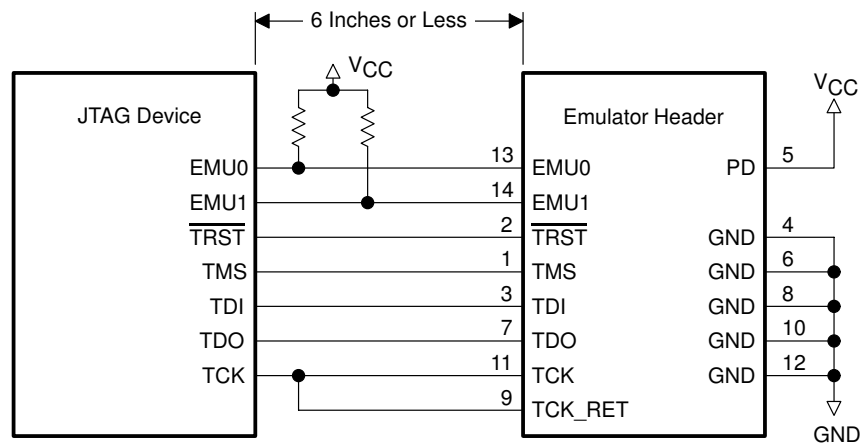 6 Inches or Less
VCC
VCC
JTAG Device
Emulator Header
EMU0 13 EMU0 PD 5
EMU1 14 EMU1
TRST 2 TRST GND 4
TMS 1 TMS GND 6
TDI 3 TDI GND 8
TDO 7 TDO GND 10
TCK 11 TCK GND 12
9 TCK_RET
GND